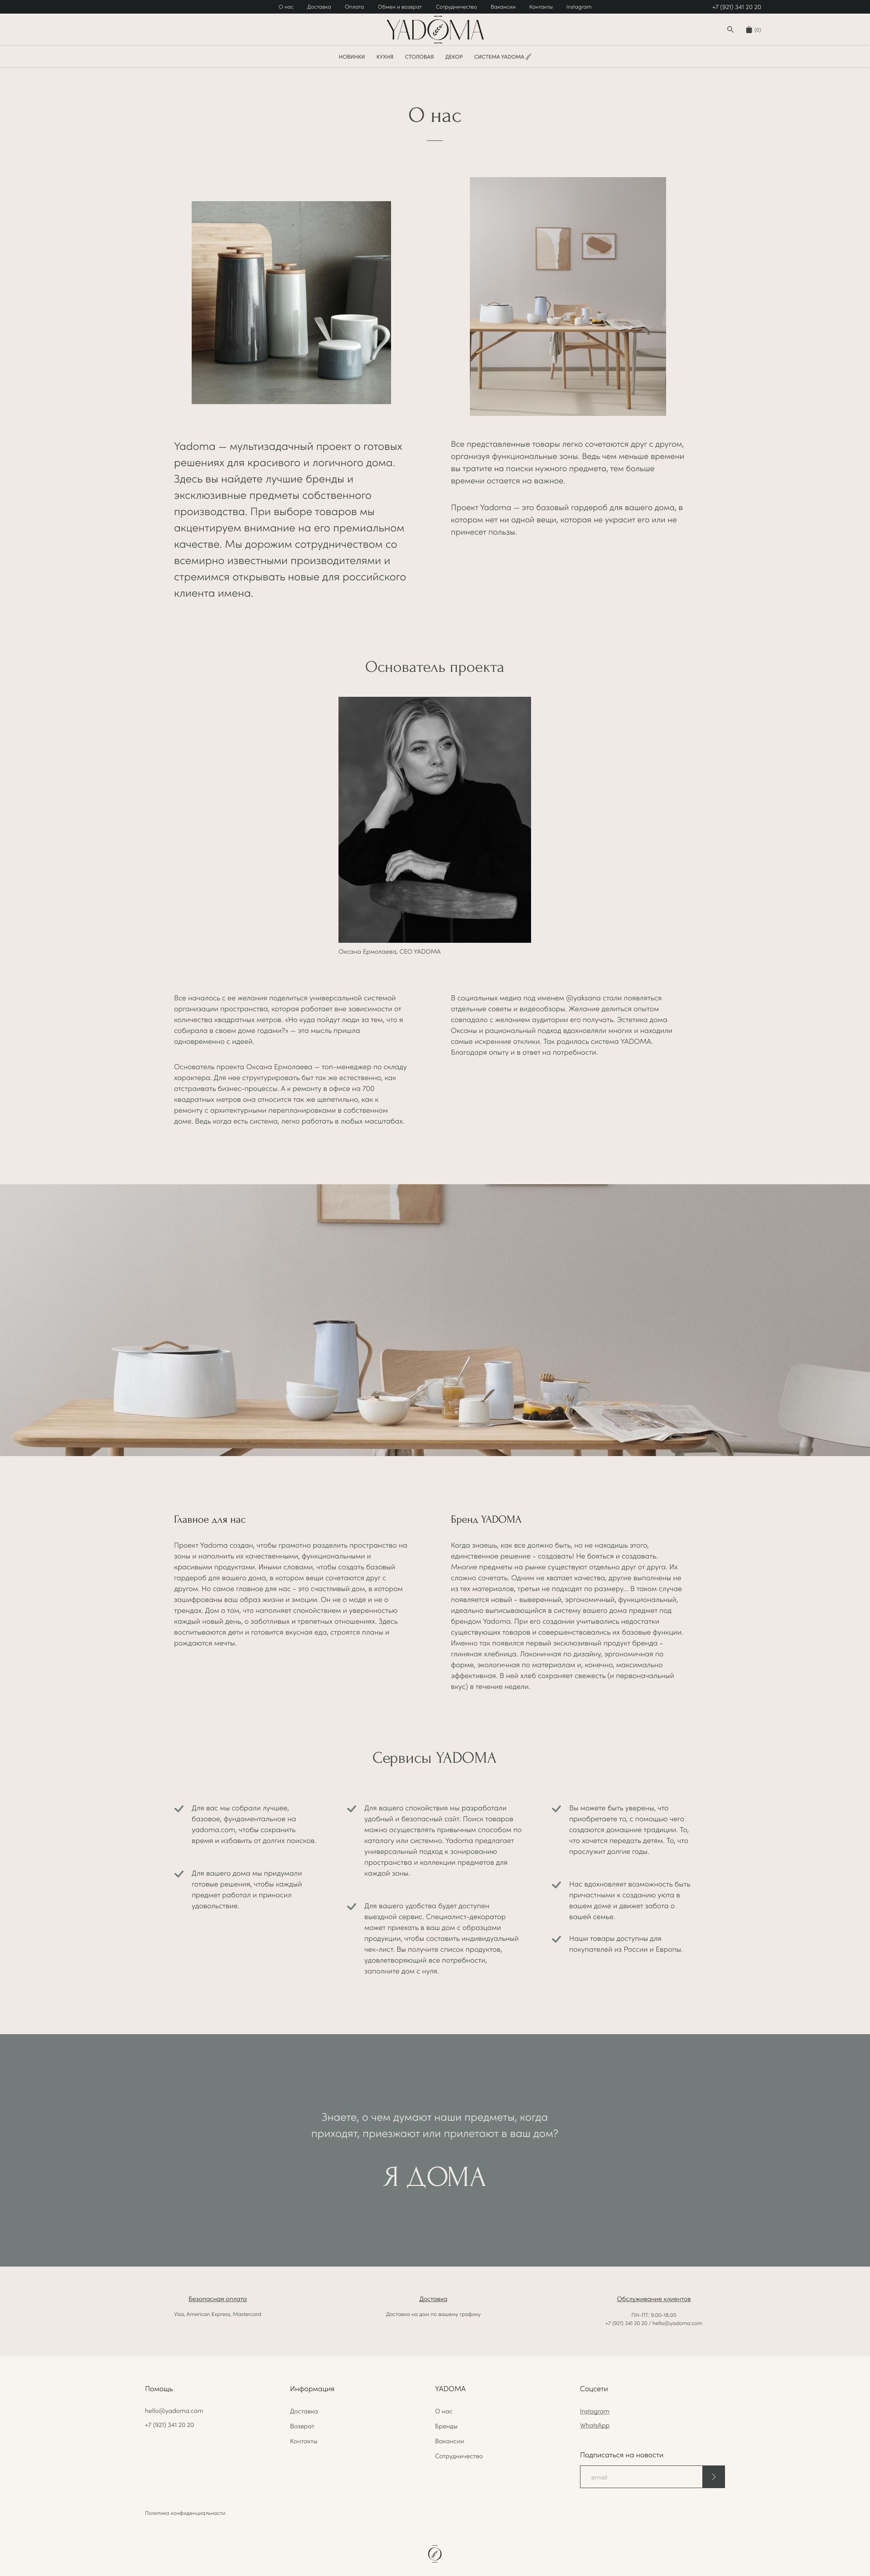 О нас Доставка Оплата Обмен и возврат Сотрудничество Вакансии Контакты Instagram +7 (921) 341 20 20
YADOMA
(0)
НОВИНКИ КУХНЯ СТОЛОВАЯ ДЕКОР СИСТЕМА YADOMA
О нас
Yadoma — мультизадачный проект о готовых
решениях для красивого и логичного дома.
Здесь вы найдете лучшие бренды и
эксклюзивные предметы собственного
производства. При выборе товаров мы
акцентируем внимание на его премиальном
качестве. Мы дорожим сотрудничеством со
всемирно известными производителями и
стремимся открывать новые для российского
клиента имена.
Все представленные товары легко сочетаются друг с другом,
организуя функциональные зоны. Ведь чем меньше времени
вы тратите на поиски нужного предмета, тем больше
времени остается на важное.
Проект Yadoma — это базовый гардероб для вашего дома, в
котором нет ни одной вещи, которая не украсит его или не
принесет пользы.
Основатель проекта
Оксана Ермолаева, CEO YADOMA
Все началось с ее желания поделиться универсальной системой
организации пространства, которая работает вне зависимости от
количества квадратных метров. «Но куда пойдут люди за тем, что я
собирала в своем доме годами?» — эта мысль пришла
одновременно с идеей.
Основатель проекта Оксана Ермолаева — топ-менеджер по складу
характера. Для нее структурировать быт так же естественно, как
отстраивать бизнес-процессы. А к ремонту в офисе на 700
квадратных метров она относится так же щепетильно, как к
ремонту с архитектурными перепланировками в собственном
доме. Ведь когда есть система, легко работать в любых масштабах.
В социальных медиа под именем @yaksana стали появляться
отдельные советы и видеообзоры. Желание делиться опытом
совпадало с желанием аудитории его получать. Эстетика дома
Оксаны и рациональный подход вдохновляли многих и находили
самые искренние отклики. Так родилась система YADOMA.
Благодаря опыту и в ответ на потребности.
Главное для нас
Проект Yadoma создан, чтобы грамотно разделить пространство на
зоны и наполнить их качественными, функциональными и
красивыми продуктами. Иными словами, чтобы создать базовый
гардероб для вашего дома, в котором вещи сочетаются друг с
другом. Но самое главное для нас - это счастливый дом, в котором
зашифрованы ваш образ жизни и эмоции. Он не о моде и не о
трендах. Дом о том, что наполняет спокойствием и уверенностью
каждый новый день, о заботливых и трепетных отношениях. Здесь
воспитываются дети и готовится вкусная еда, строятся планы и
рождаются мечты.
Бренд YADOMA
Когда знаешь, как все должно быть, но не находишь этого,
единственное решение - создавать! Не бояться и создавать.
Многие предметы на рынке существуют отдельно друг от друга. Их
сложно сочетать. Одним не хватает качества, другие выполнены не
из тех материалов, третьи не подходят по размеру... В таком случае
появляется новый - выверенный, эргономичный, функциональный,
идеально выписывающийся в систему вашего дома предмет под
брендом Yadoma. При его создании учитывались недостатки
существующих товаров и совершенствовались их базовые функции.
Именно так появился первый эксклюзивный продукт бренда -
глиняная хлебница. Лаконичная по дизайну, эргономичная по
форме, экологичная по материалам и, конечно, максимально
эффективная. В ней хлеб сохраняет свежесть (и первоначальный
вкус) в течение недели.
Сервисы YADOMA
Для вас мы собрали лучшее,
базовое, фундаментальное на
yadoma.com, чтобы сохранить
время и избавить от долгих поисков.
Для вашего дома мы придумали
готовые решения, чтобы каждый
предмет работал и приносил
удовольствие.
Для вашего спокойствия мы разработали
удобный и безопасный сайт. Поиск товаров
можно осуществлять привычным способом по
каталогу или системно. Yadoma предлагает
универсальный подход к зонированию
пространства и коллекции предметов для
каждой зоны.
Для вашего удобства будет доступен
выездной сервис. Специалист-декоратор
может приехать в ваш дом с образцами
продукции, чтобы составить индивидуальный
чек-лист. Вы получите список продуктов,
удовлетворяющий все потребности,
заполните дом с нуля.
Вы можете быть уверены, что
приобретаете то, с помощью чего
создаются домашние традиции. То,
что хочется передать детям. То, что
прослужит долгие годы.
Нас вдохновляет возможность быть
причастными к созданию уюта в
вашем доме и движет забота о
вашей семье.
Наши товары доступны для
покупателей из России и Европы.
Знаете, о чем думают наши предметы, когда
приходят, приезжают или прилетают в ваш дом?
Я ДОМА
Безопасная оплата
Visa, American Express, Mastercard
Доставка
Доставка на дом по вашему графику
Обслуживание клиентов
ПН-ПТ: 9.00-18.00
+7 (921) 341 20 20 / hello@yadoma.com
Помощь
hello@yadoma.com
+7 (921) 341 20 20
Информация
Доставка
Возврат
Контакты
YADOMA
О нас
Бренды
Вакансии
Сотрудничество
Соцсети
Instagram
WhatsApp
Подписаться на новости
email
Политика конфиденциальности